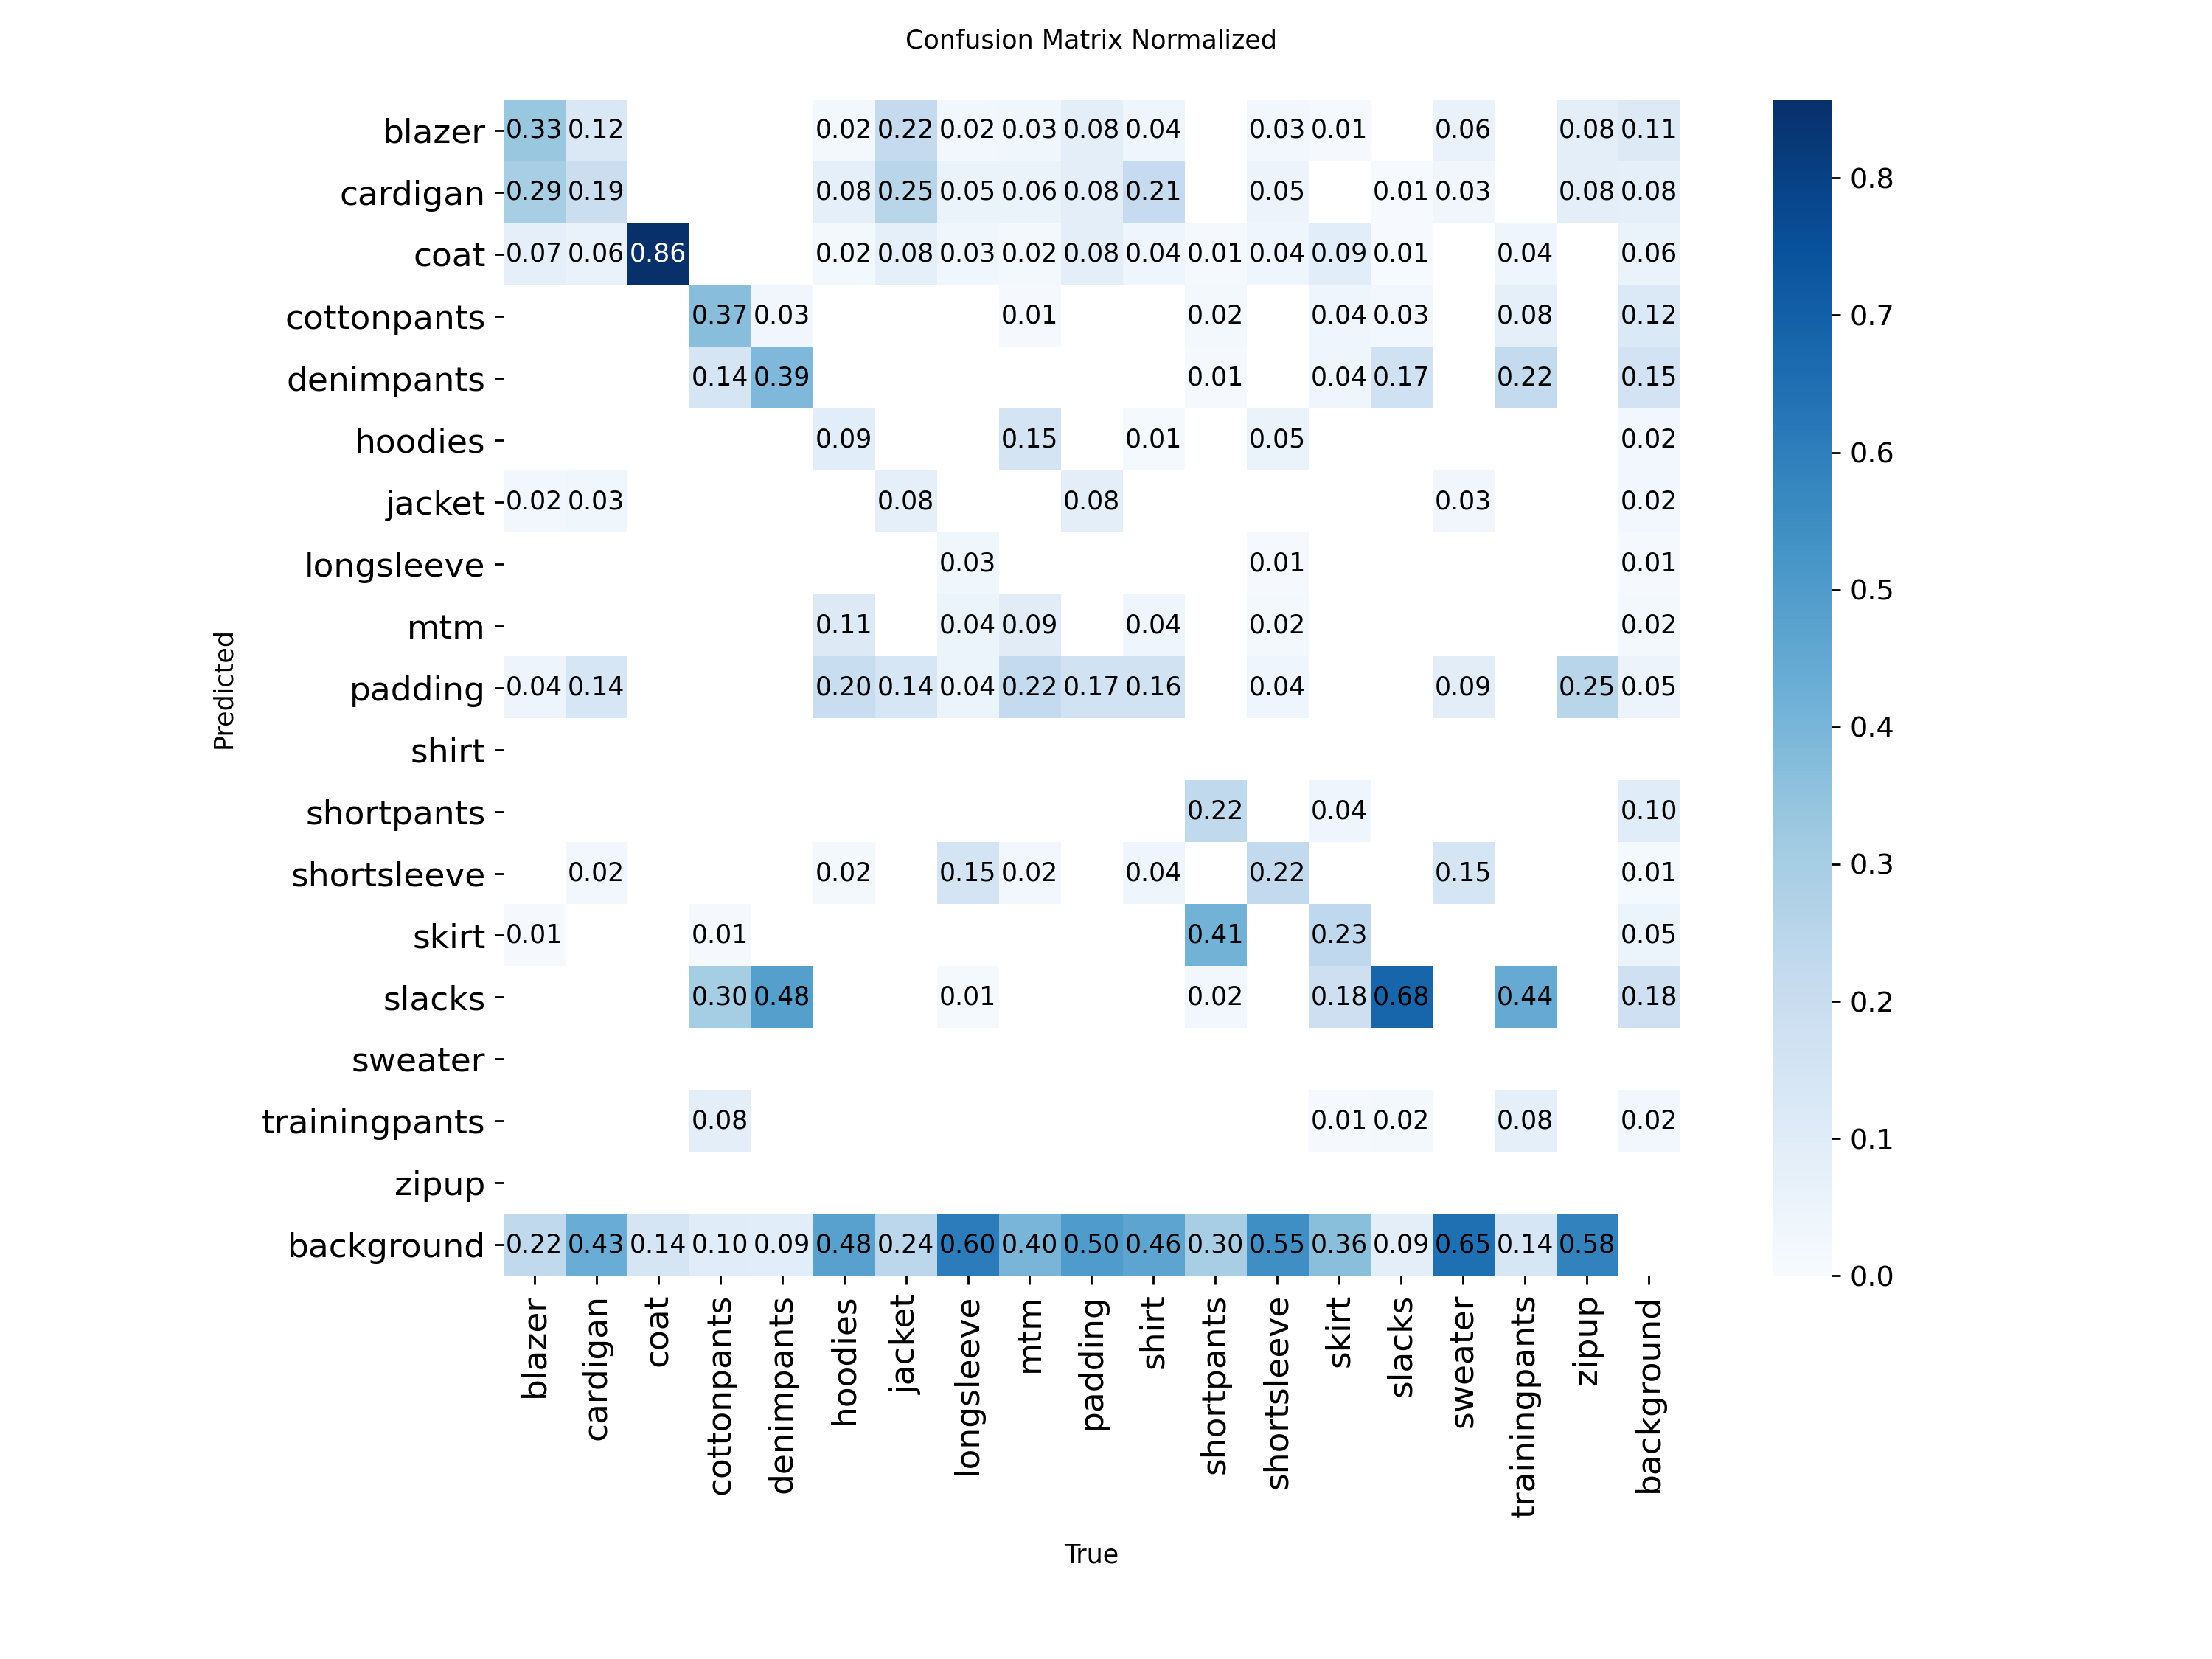 Confusion Matrix Normalized
blazer 0.33 0.12 0.02 0.22 0.02 0.03 0.08 0.04 0.03 0.01 0.06 0.08 0.11
cardigan 0.29 0.19 0.08 0.25 0.05 0.06 0.08 0.21 0.05 0.01 0.03 0.08 0.08
coat 0.07 0.06 0.86 0.02 0.08 0.03 0.02 0.08 0.04 0.01 0.04 0.09 0.01 0.04 0.06
cottonpants 0.37 0.03 0.01 0.02 0.04 0.03 0.08 0.12
denimpants 0.14 0.39 0.01 0.04 0.17 0.22 0.15
hoodies 0.09 0.15 0.01 0.05 0.02
jacket 0.02 0.03 0.08 0.08 0.03 0.02
longsleeve 0.03 0.01 0.01
mtm 0.11 0.04 0.09 0.04 0.02 0.02
padding 0.04 0.14 0.20 0.14 0.04 0.22 0.17 0.16 0.04 0.09 0.25 0.05
shirt
shortpants 0.22 0.04 0.10
shortsleeve 0.02 0.02 0.15 0.02 0.04 0.22 0.15 0.01
skirt 0.01 0.01 0.41 0.23 0.05
slacks 0.30 0.48 0.01 0.02 0.18 0.68 0.44 0.18
sweater
trainingpants 0.08 0.01 0.02 0.08 0.02
zipup
background 0.22 0.43 0.14 0.10 0.09 0.48 0.24 0.60 0.40 0.50 0.46 0.30 0.55 0.36 0.09 0.65 0.14 0.58
blazer cardigan coat cottonpants denimpants hoodies jacket longsleeve mtm padding shirt shortpants shortsleeve skirt slacks sweater trainingpants zipup background
True
Predicted
0.8
0.7
0.6
0.5
0.4
0.3
0.2
0.1
0.0